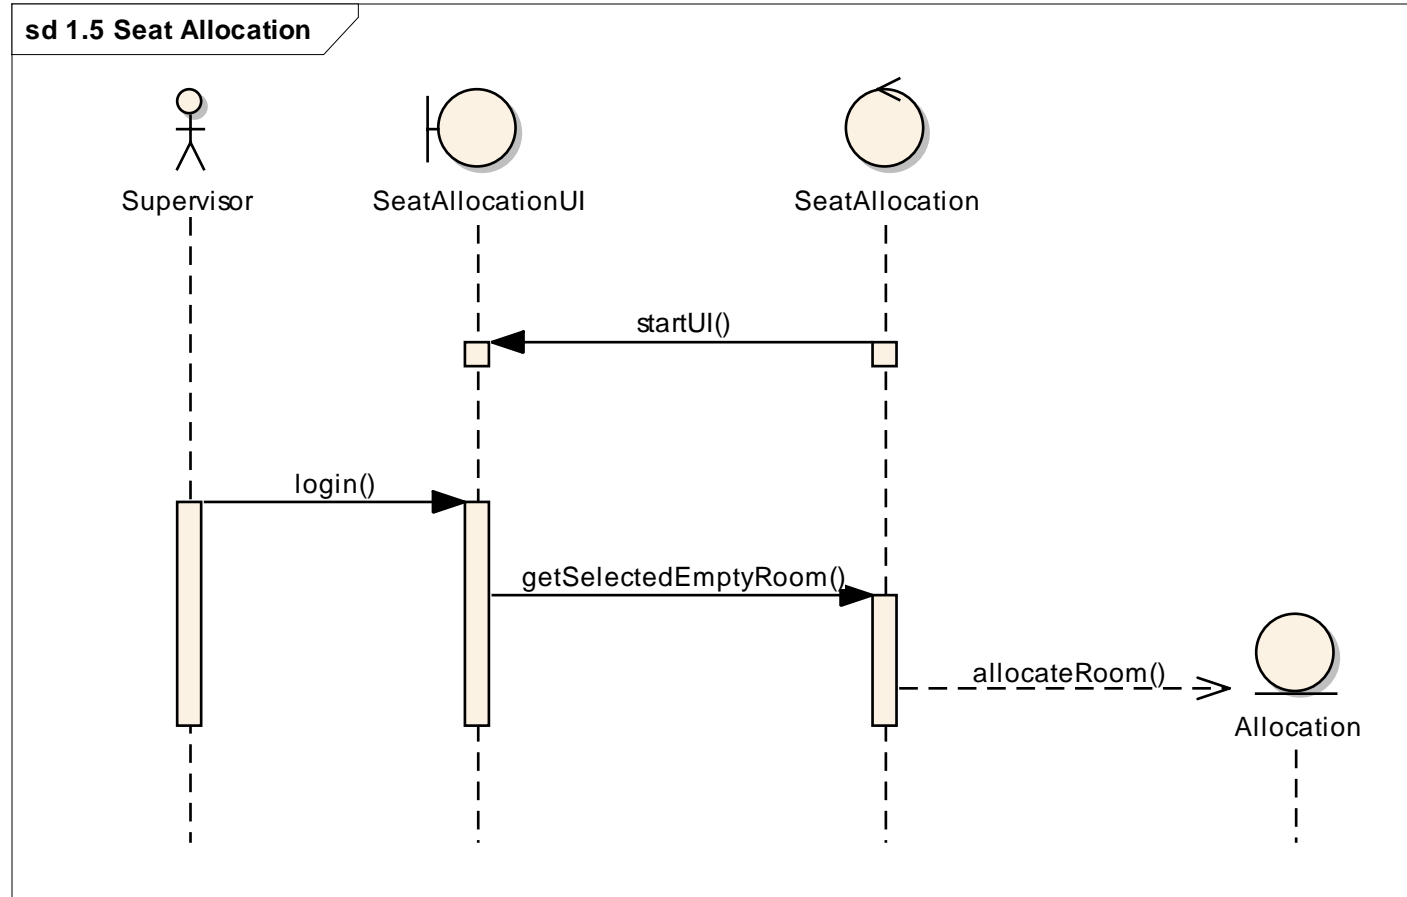 sd 1.5 Seat Allocation
Supervisor
SeatAllocationUI
SeatAllocation
startUI()
login()
getSelectedEmptyRoom()
allocateRoom()
Allocation